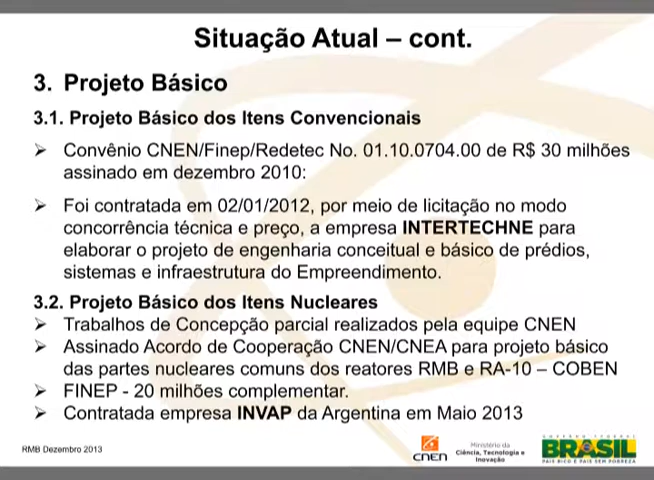 Situação Atual – cont.
3. Projeto Básico
3.1. Projeto Básico dos Itens Convencionais
➢ Convênio CNEN/Finep/Redetec No. 01.10.0704.00 de R$ 30 milhões
assinado em dezembro 2010:
➢ Foi contratada em 02/01/2012, por meio de licitação no modo
concorrência técnica e preço, a empresa INTERTECHNE para
elaborar o projeto de engenharia conceitual e básico de prédios,
sistemas e infraestrutura do Empreendimento.
3.2. Projeto Básico dos Itens Nucleares
➢ Trabalhos de Concepção parcial realizados pela equipe CNEN
➢ Assinado Acordo de Cooperação CNEN/CNEA para projeto básico
das partes nucleares comuns dos reatores RMB e RA-10 – COBEN
➢ FINEP - 20 milhões complementar.
➢ Contratada empresa INVAP da Argentina em Maio 2013
RMB Dezembro 2013
CNEN
Ministério da
Ciência, Tecnologia e
Inovação
GOVERNO FEDERAL
BRASIL
PAÍS RICO É PAÍS SEM POBREZA